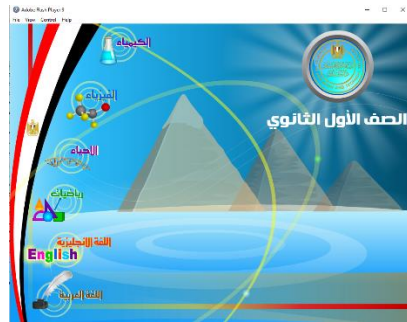 Adobe Flash Player 9
File View Control Help
الكيمياء
الفيزياء
الصف الأول الثانوي
الأحياء
رياضيات
اللغة الإنجليزية
English
اللغة العربية